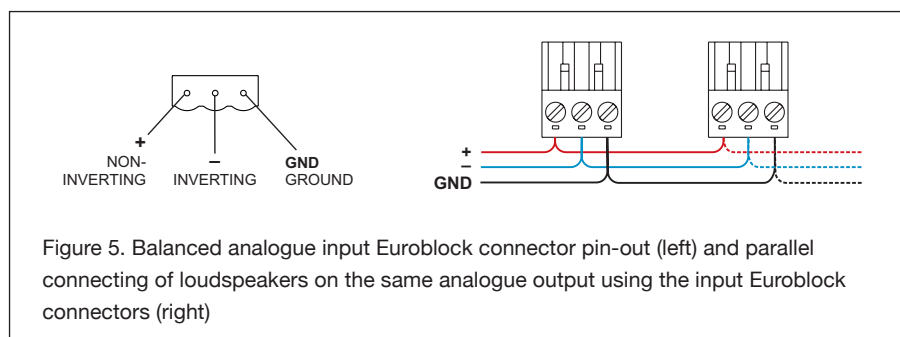 +
NON-
INVERTING
–
INVERTING
GND
GROUND
+
–
GND
Figure 5. Balanced analogue input Euroblock connector pin-out (left) and parallel
connecting of loudspeakers on the same analogue output using the input Euroblock
connectors (right)